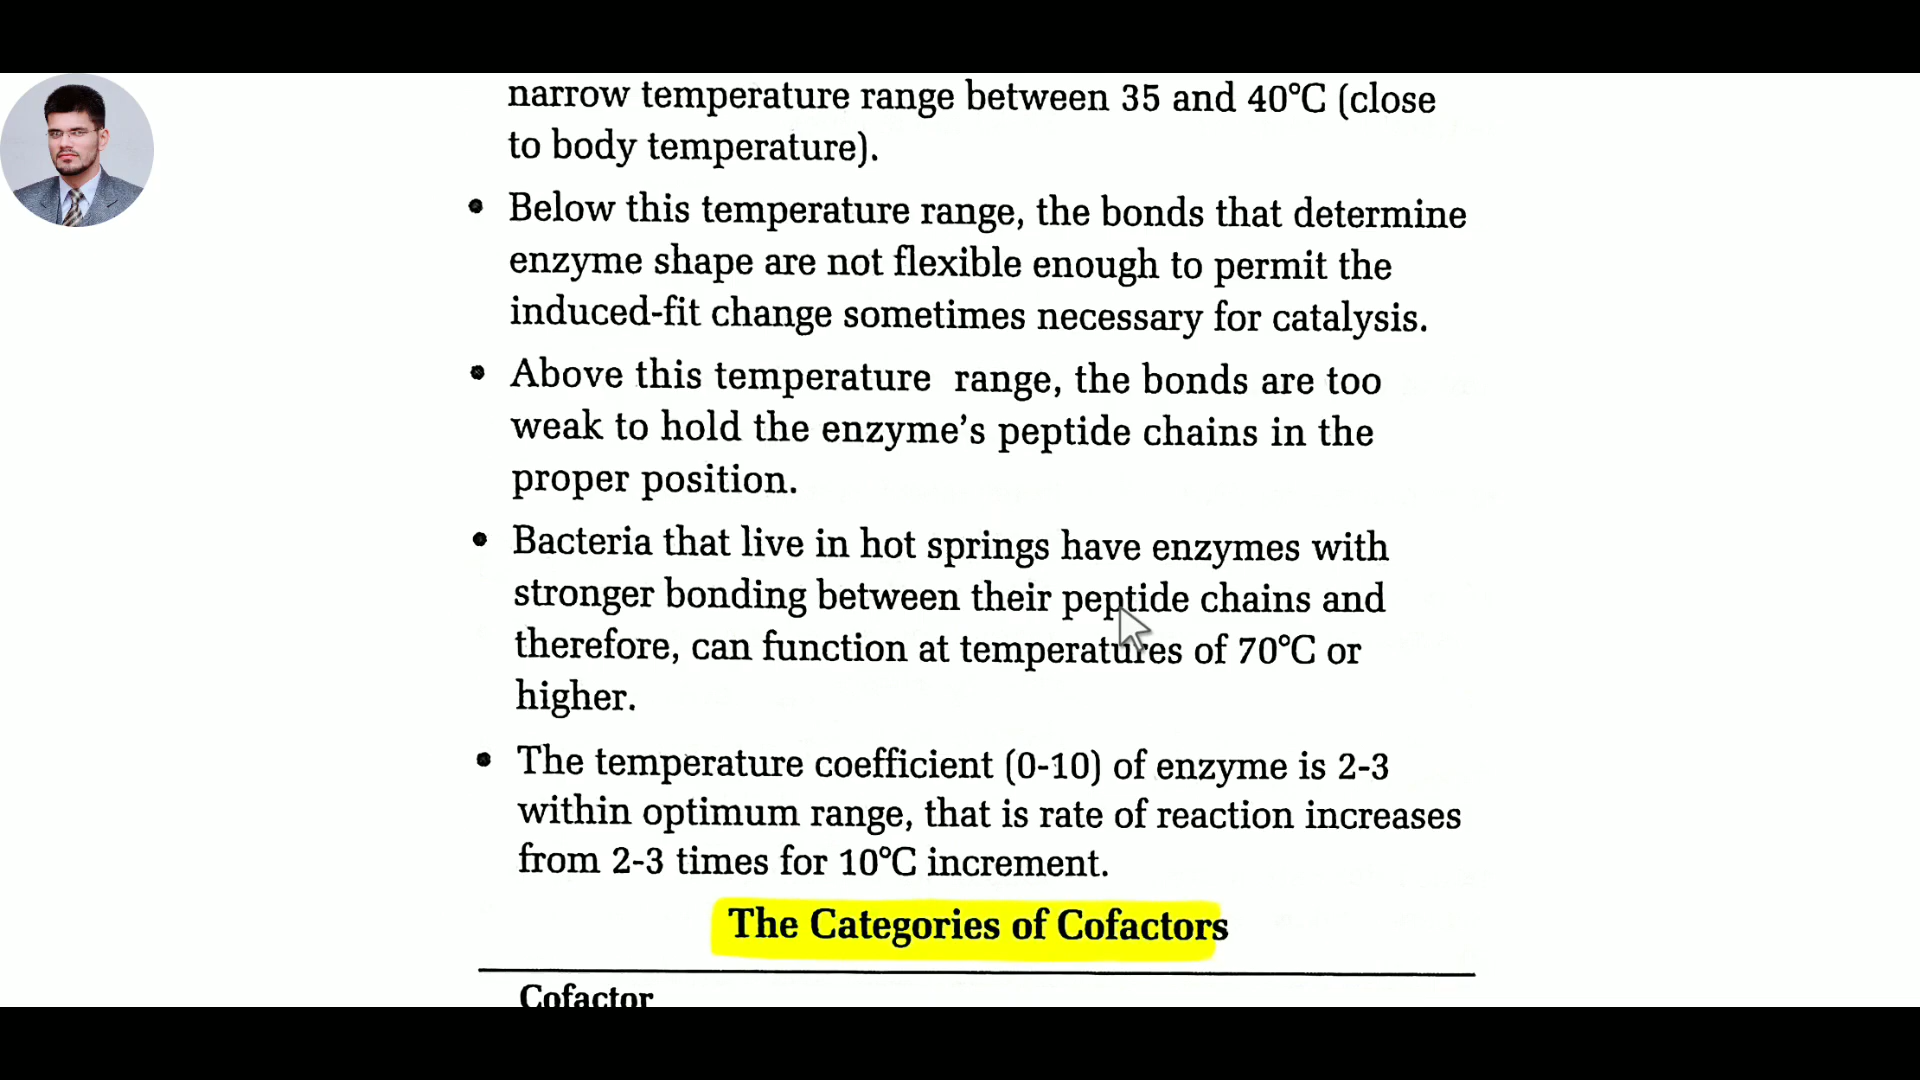 narrow temperature range between 35 and 40°C (close
to body temperature).
• Below this temperature range, the bonds that determine
enzyme shape are not flexible enough to permit the
induced-fit change sometimes necessary for catalysis.
• Above this temperature range, the bonds are too
weak to hold the enzyme’s peptide chains in the
proper position.
• Bacteria that live in hot springs have enzymes with
stronger bonding between their peptide chains and
therefore, can function at temperatures of 70°C or
higher.
• The temperature coefficient (0-10) of enzyme is 2-3
within optimum range, that is rate of reaction increases
from 2-3 times for 10°C increment.
The Categories of Cofactors
Cofactor